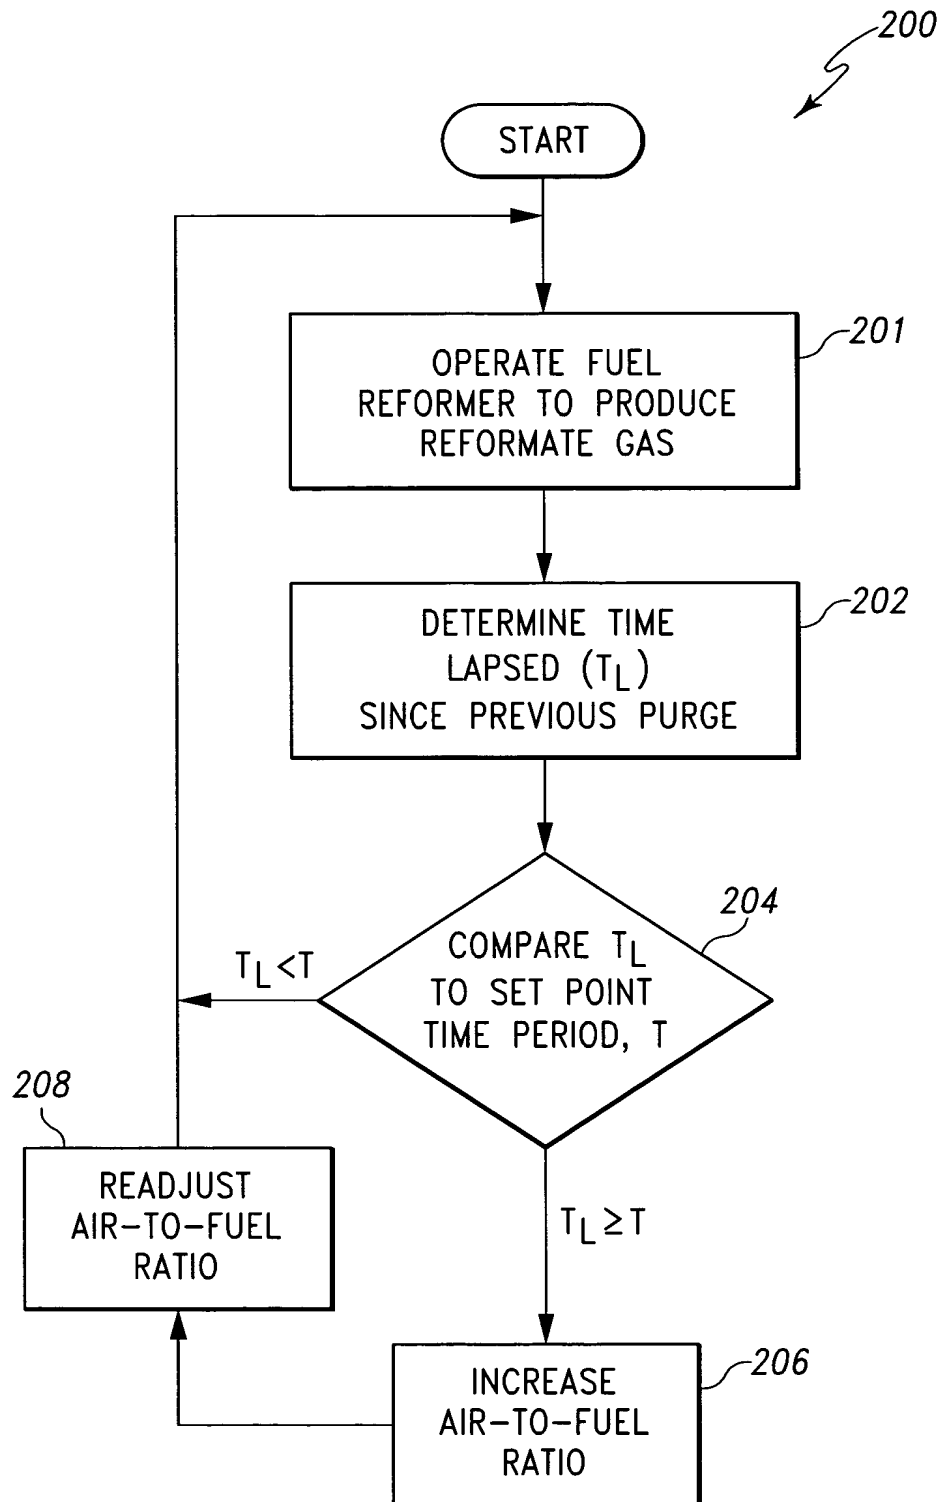 200
START
201
OPERATE FUEL
REFORMER TO PRODUCE
REFORMATE GAS
202
DETERMINE TIME
LAPSED (TL)
SINCE PREVIOUS PURGE
204
COMPARE TL
TO SET POINT
TIME PERIOD, T
TL<T
208
READJUST
AIR-TO-FUEL
RATIO
TL≥T
206
INCREASE
AIR-TO-FUEL
RATIO